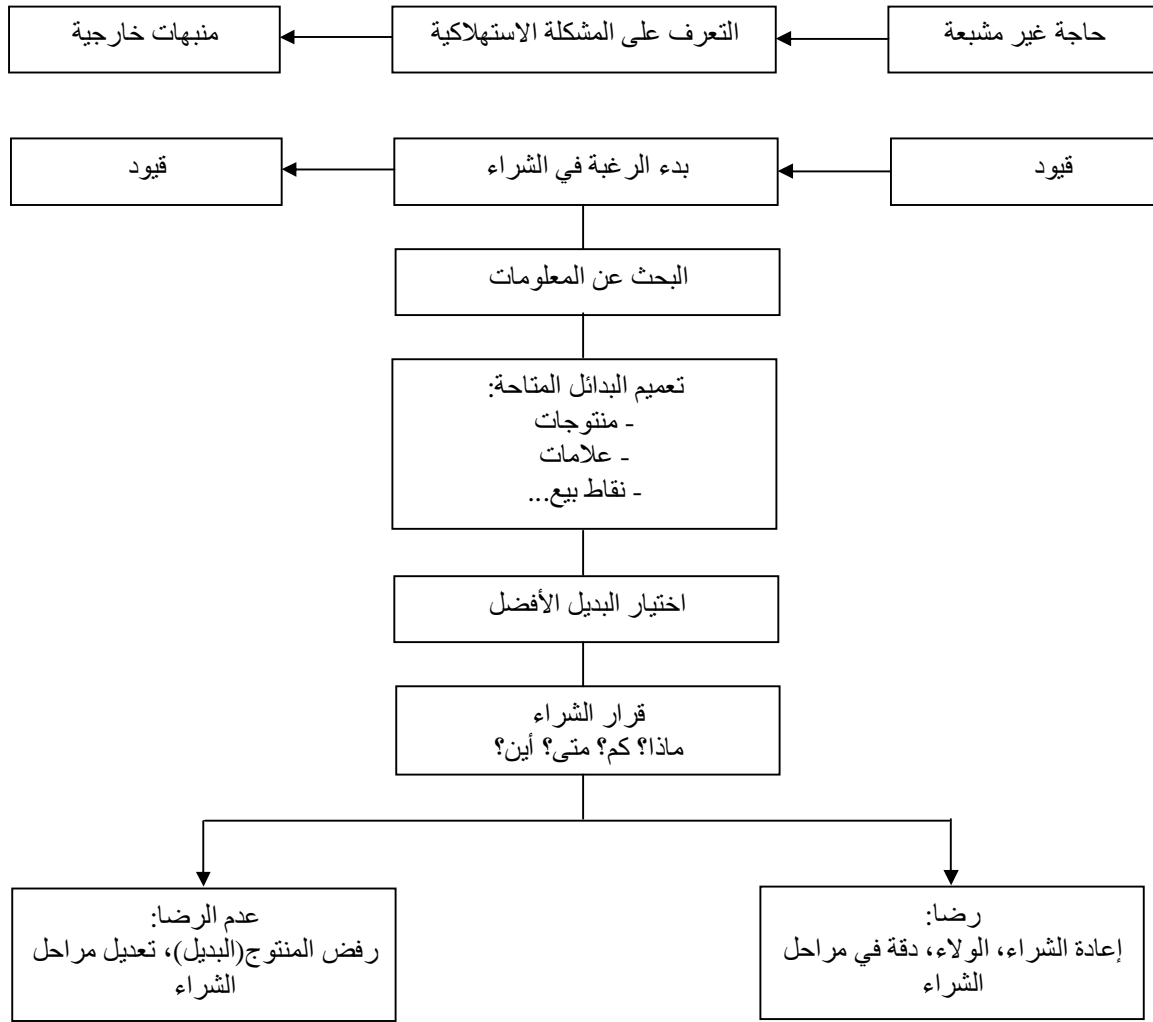 حاجة غير مشبعة
التعرف على المشكلة الاستهلاكية
منبهات خارجية
قيود
بدء الرغبة في الشراء
قيود
البحث عن المعلومات
تعميم البدائل المتاحة:
- منتوجات
- علامات
- نقاط بيع...
اختيار البديل الأفضل
قرار الشراء
ماذا؟ كم؟ متى؟ أين؟
رضا:
إعادة الشراء، الولاء، دقة في مراحل
الشراء
عدم الرضا:
رفض المنتوج(البديل)، تعديل مراحل
الشراء